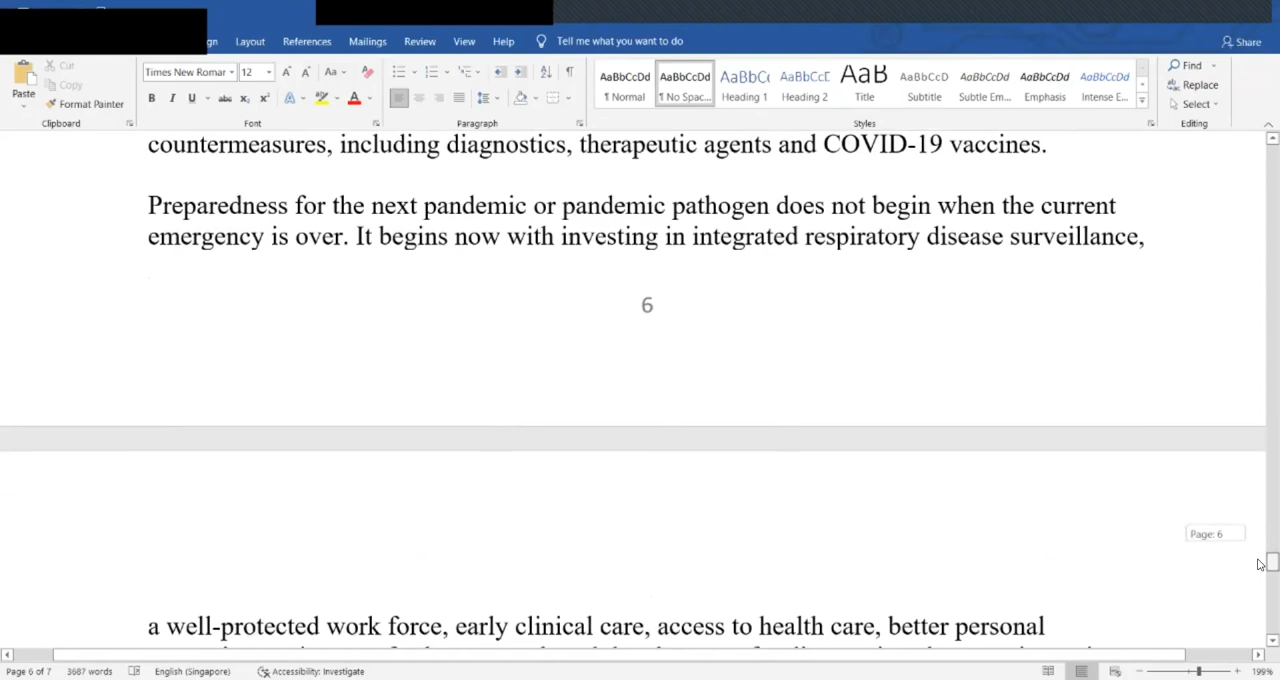 Layout References Mailings Review View Help Tell me what you want to do Share
Cut
Copy
Paste
Format Painter
Clipboard
Times New Romar 12 Aa
B I U abc X₂ X² A A
Font
Paragraph
AaBbCcDd AaBbCcDd AaBbCc AaBbCcE AaB AaBbCcD AaBbCcDd AaBbCcDd AaBbCcDd
¶ Normal ¶ No Spac... Heading 1 Heading 2 Title Subtitle Subtle Em... Emphasis Intense E...
Styles
Find
Replace
Select
Editing
countermeasures, including diagnostics, therapeutic agents and COVID-19 vaccines.
Preparedness for the next pandemic or pandemic pathogen does not begin when the current
emergency is over. It begins now with investing in integrated respiratory disease surveillance,
6
Page: 6
a well-protected work force, early clinical care, access to health care, better personal
Page 6 of 7 3687 words English (Singapore) Accessibility: Investigate 199%